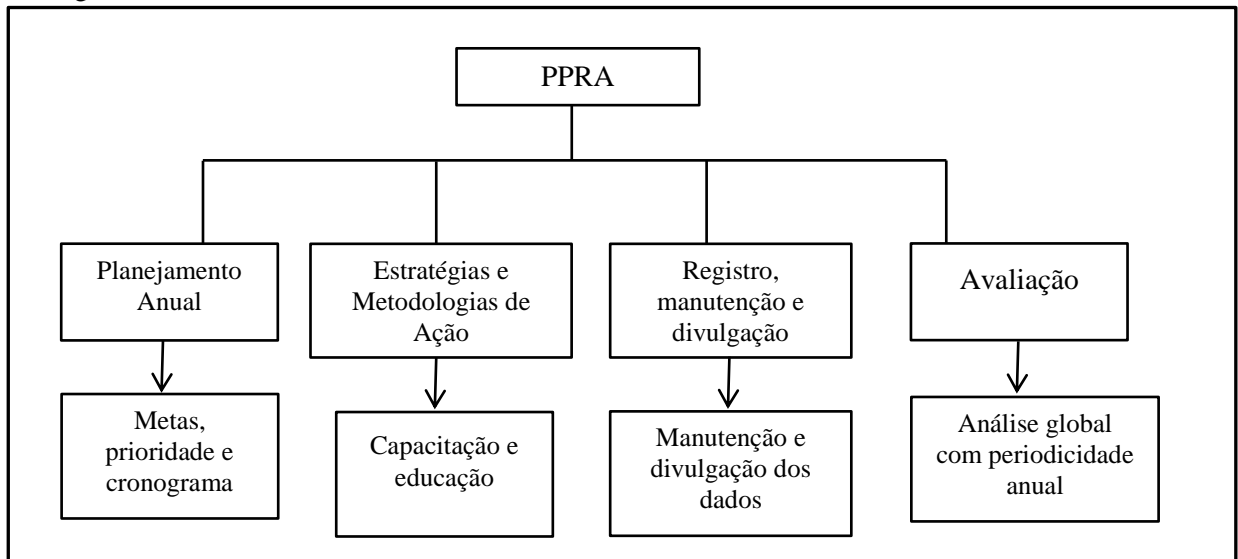 PPRA
Planejamento
Anual
Estratégias e
Metodologias de
Ação
Registro,
manutenção e
divulgação
Avaliação
Metas,
prioridade e
cronograma
Capacitação e
educação
Manutenção e
divulgação dos
dados
Análise global
com periodicidade
anual